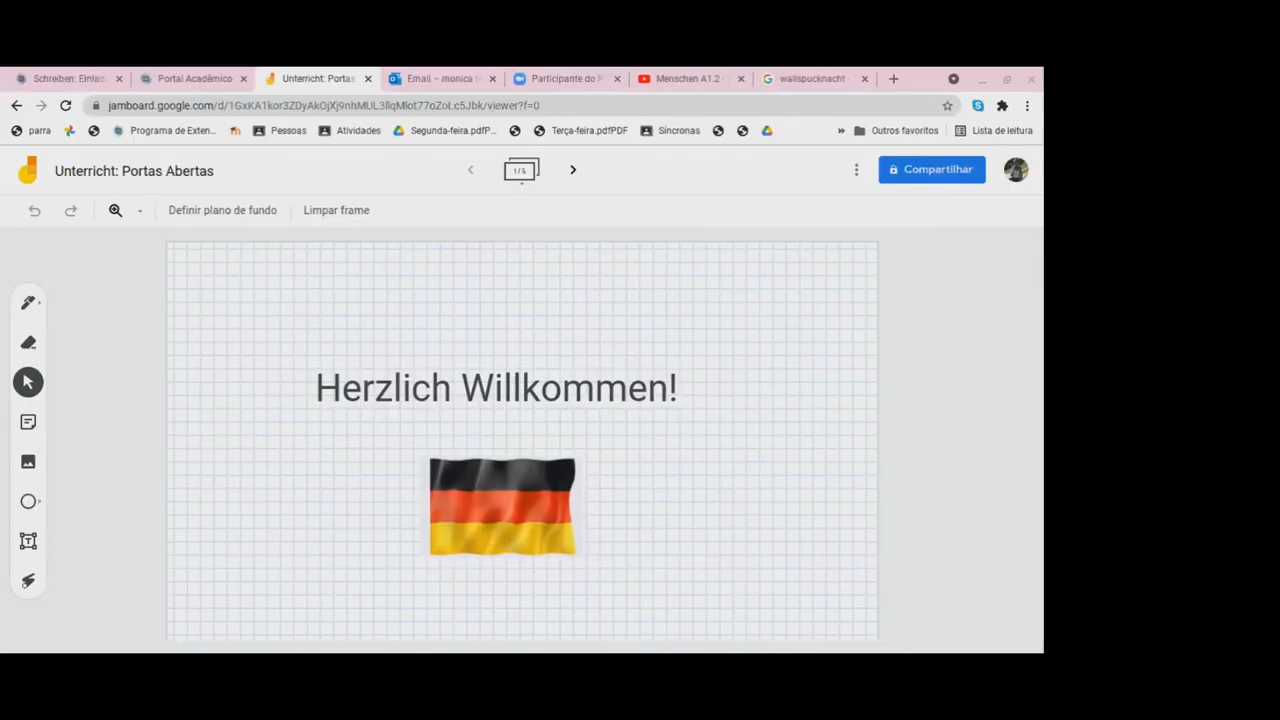 Schreiben: Einfa
Portal Acadêmico
Unterricht: Portas
Email – monica
Participante do P
Menschen A1.2 -
wallspucknacht -
jamboard.google.com/d/1GxKA1kor3ZDyAkOjXj9nhMUL3llqMlot77oZoLc5Jbk/viewer?f=0
parra
Programa de Exten...
Pessoas
Atividades
Segunda-feira.pdfP...
Terça-feira.pdfPDF
Síncronas
»
Outros favoritos
Lista de leitura
Unterricht: Portas Abertas
1/5
Compartilhar
Definir plano de fundo
Limpar frame
Herzlich Willkommen!